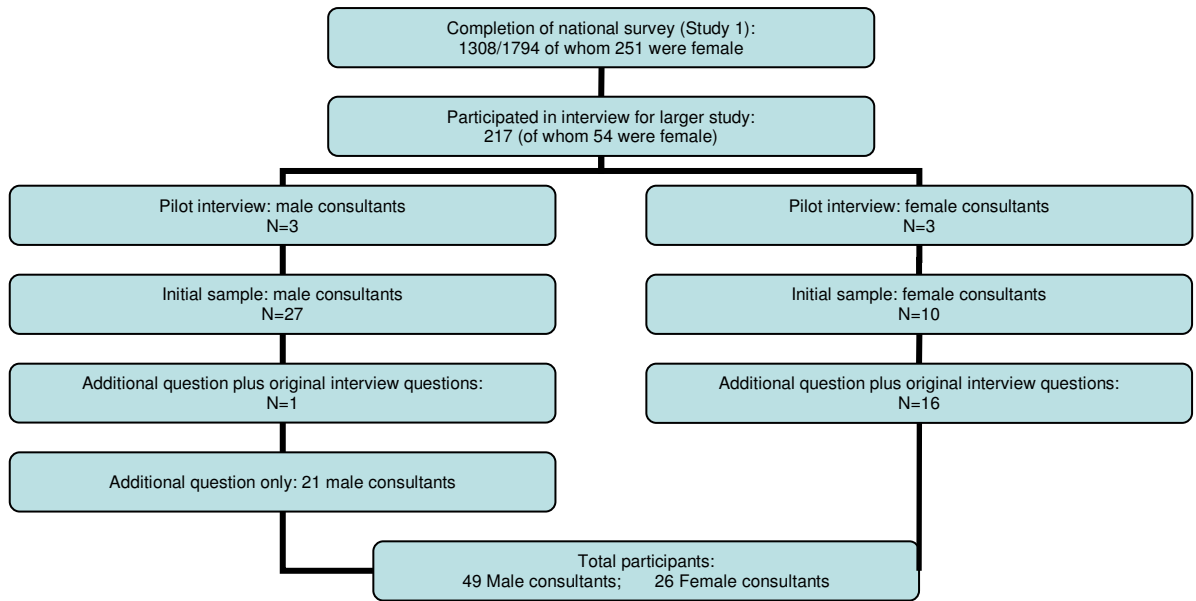 Completion of national survey (Study 1):
1308/1794 of whom 251 were female
Participated in interview for larger study:
217 (of whom 54 were female)
Pilot interview: male consultants
N=3
Pilot interview: female consultants
N=3
Initial sample: male consultants
N=27
Initial sample: female consultants
N=10
Additional question plus original interview questions:
N=1
Additional question plus original interview questions:
N=16
Additional question only: 21 male consultants
Total participants:
49 Male consultants; 26 Female consultants